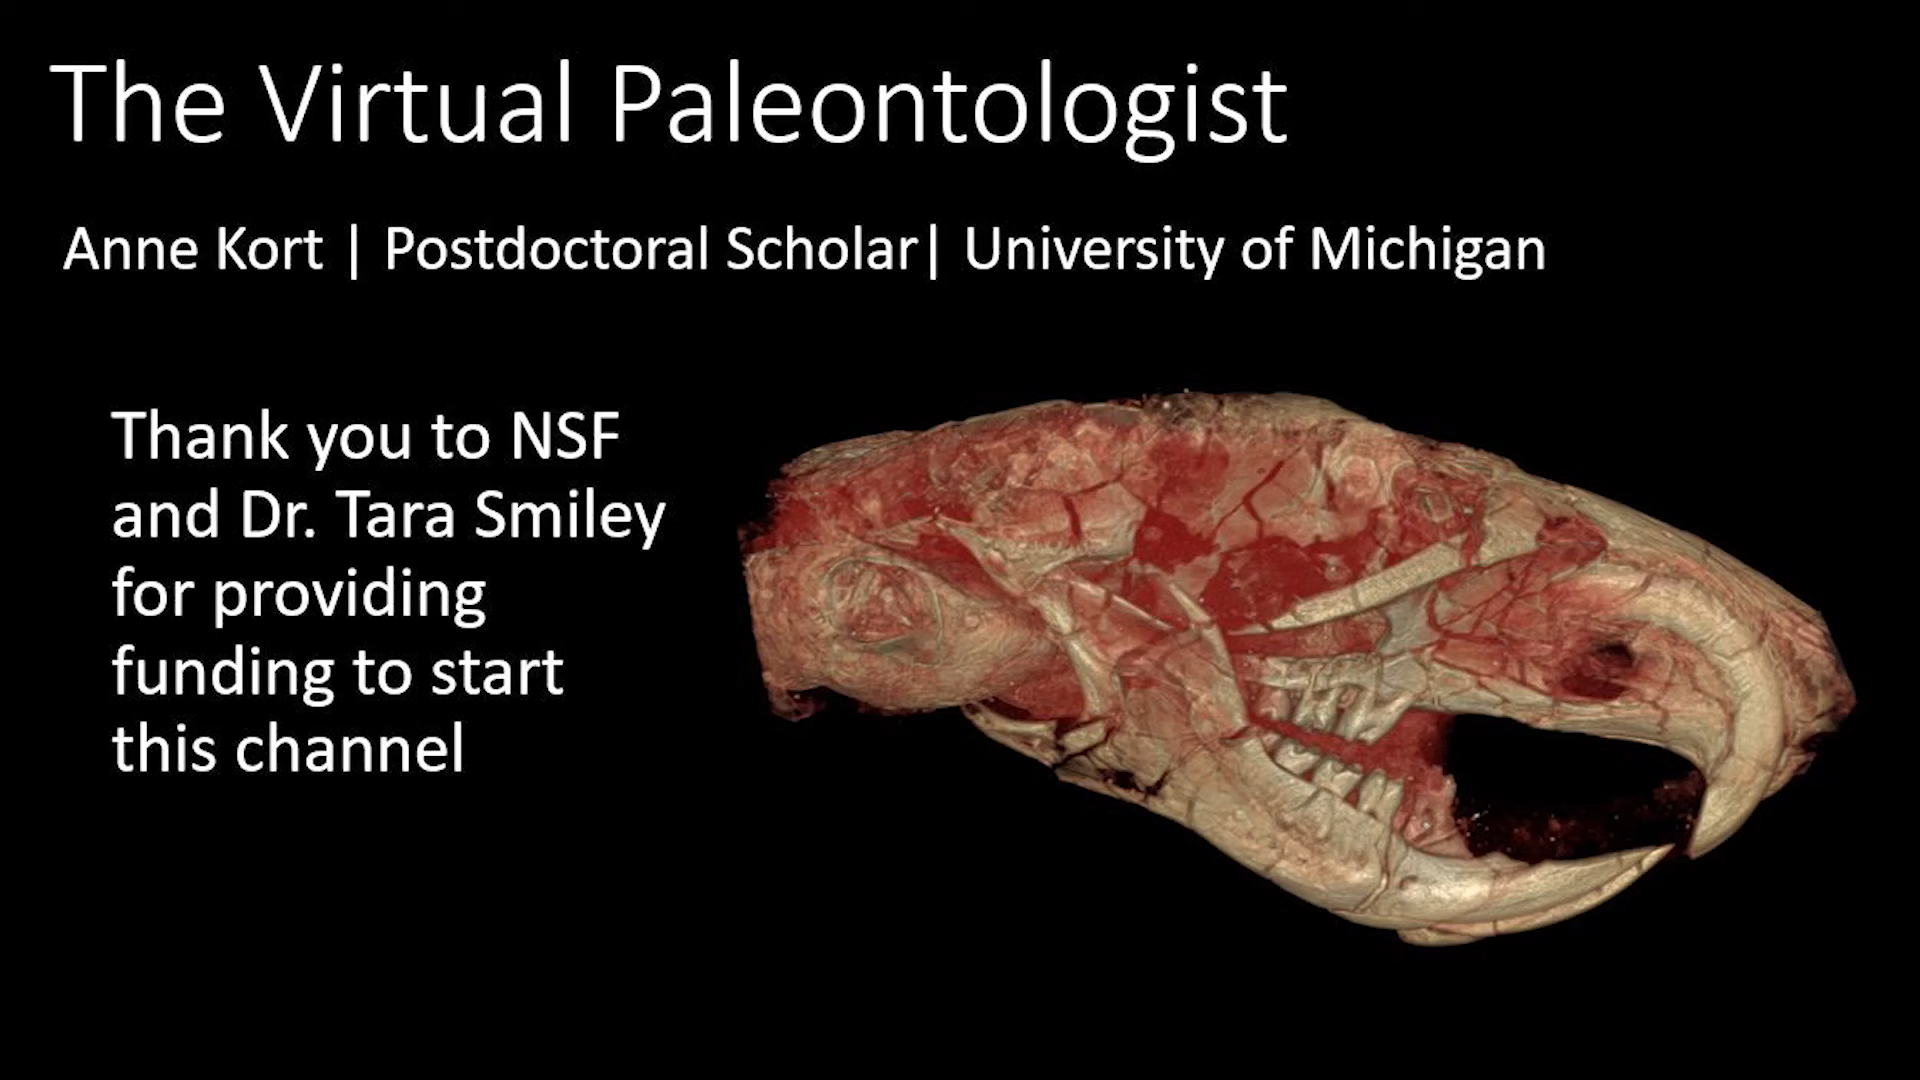 The Virtual Paleontologist
Anne Kort | Postdoctoral Scholar| University of Michigan
Thank you to NSF
and Dr. Tara Smiley
for providing
funding to start
this channel